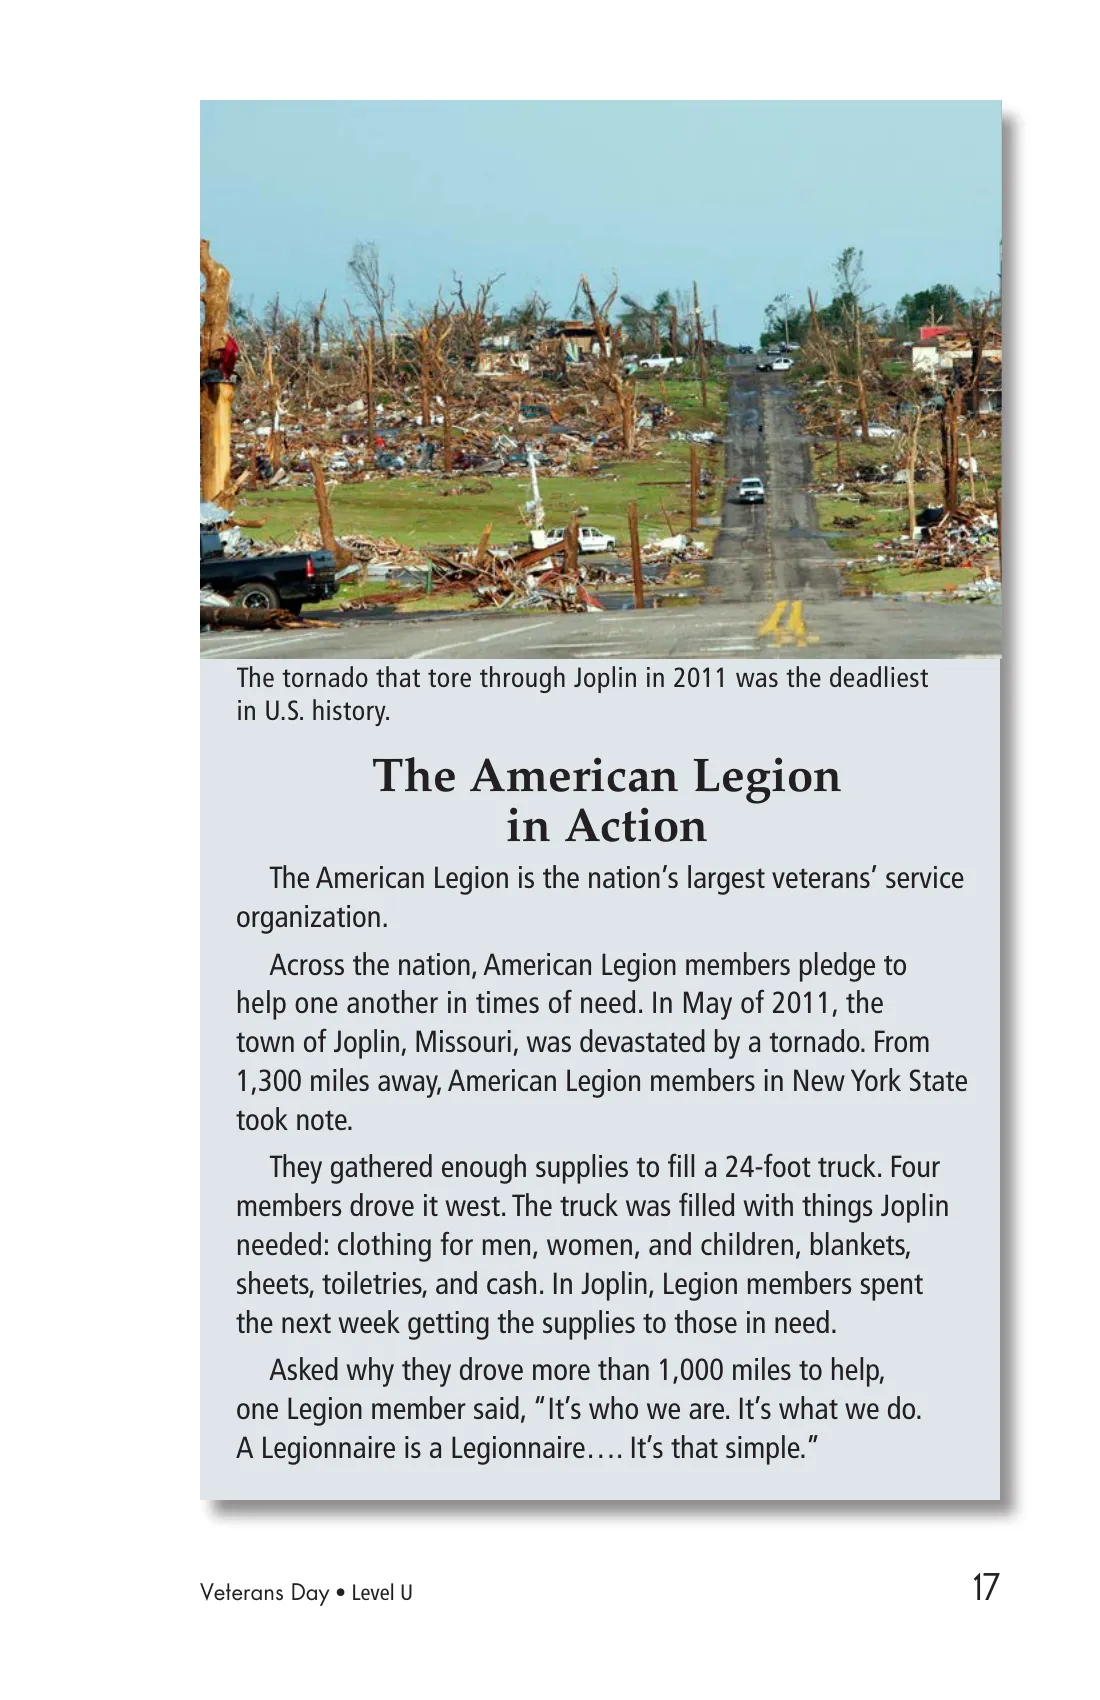 The tornado that tore through Joplin in 2011 was the deadliest
in U.S. history.
The American Legion
in Action
The American Legion is the nation’s largest veterans’ service
organization.
Across the nation, American Legion members pledge to
help one another in times of need. In May of 2011, the
town of Joplin, Missouri, was devastated by a tornado. From
1,300 miles away, American Legion members in New York State
took note.
They gathered enough supplies to fill a 24-foot truck. Four
members drove it west. The truck was filled with things Joplin
needed: clothing for men, women, and children, blankets,
sheets, toiletries, and cash. In Joplin, Legion members spent
the next week getting the supplies to those in need.
Asked why they drove more than 1,000 miles to help,
one Legion member said, “It’s who we are. It’s what we do.
A Legionnaire is a Legionnaire…. It’s that simple.”
Veterans Day • Level U
17